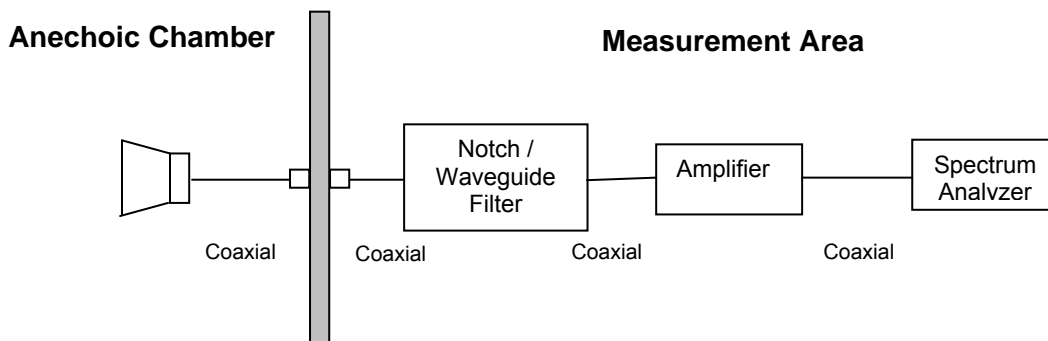 Anechoic Chamber
Measurement Area
Notch /
Waveguide
Filter
Amplifier
Spectrum
Analvzer
Coaxial
Coaxial
Coaxial
Coaxial